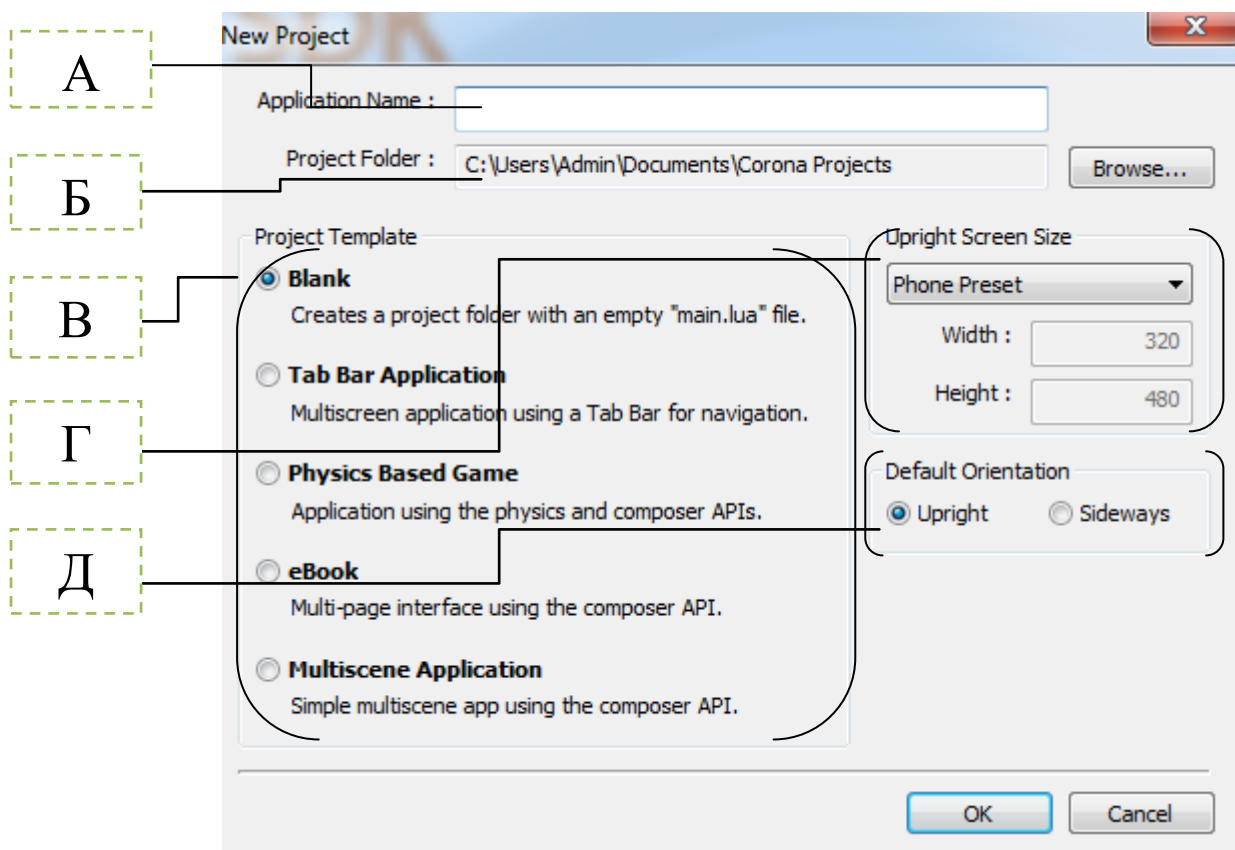 SDK
New Project
А
Application Name :
Project Folder :
C:\Users\Admin\Documents\Corona Projects
Browse...
Б
Project Template
Blank
Creates a project folder with an empty "main.lua" file.
Tab Bar Application
Multiscreen application using a Tab Bar for navigation.
Physics Based Game
Application using the physics and composer APIs.
eBook
Multi-page interface using the composer API.
Multiscene Application
Simple multiscene app using the composer API.
В
Г
Д
Upright Screen Size
Phone Preset
Width :
320
Height :
480
Default Orientation
Upright
Sideways
OK
Cancel